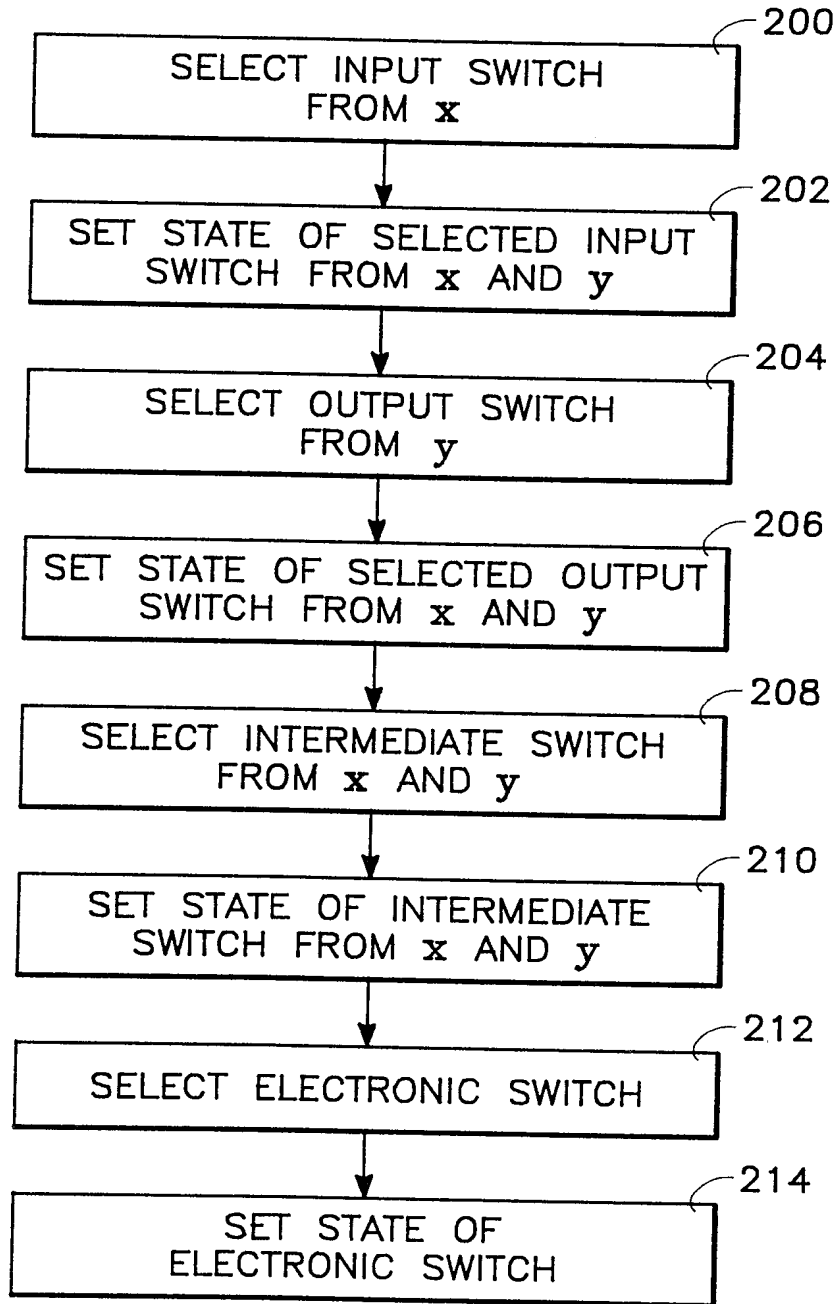 200
SELECT INPUT SWITCH
FROM x
202
SET STATE OF SELECTED INPUT
SWITCH FROM x AND y
204
SELECT OUTPUT SWITCH
FROM y
206
SET STATE OF SELECTED OUTPUT
SWITCH FROM x AND y
208
SELECT INTERMEDIATE SWITCH
FROM x AND y
210
SET STATE OF INTERMEDIATE
SWITCH FROM x AND y
212
SELECT ELECTRONIC SWITCH
214
SET STATE OF
ELECTRONIC SWITCH